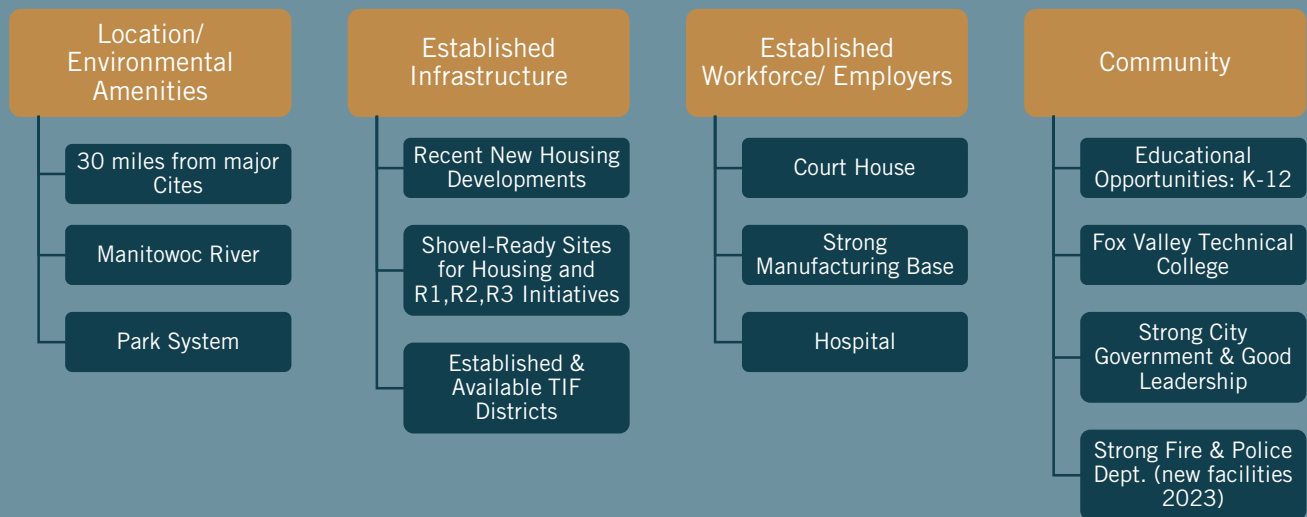 Location/
Environmental
Amenities
30 miles from major
Cites
Manitowoc River
Park System
Established
Infrastructure
Recent New Housing
Developments
Shovel-Ready Sites
for Housing and
R1,R2,R3 Initiatives
Established &
Available TIF
Districts
Established
Workforce/ Employers
Court House
Strong
Manufacturing Base
Hospital
Community
Educational
Opportunities: K-12
Fox Valley Technical
College
Strong City
Government & Good
Leadership
Strong Fire & Police
Dept. (new facilities
2023)